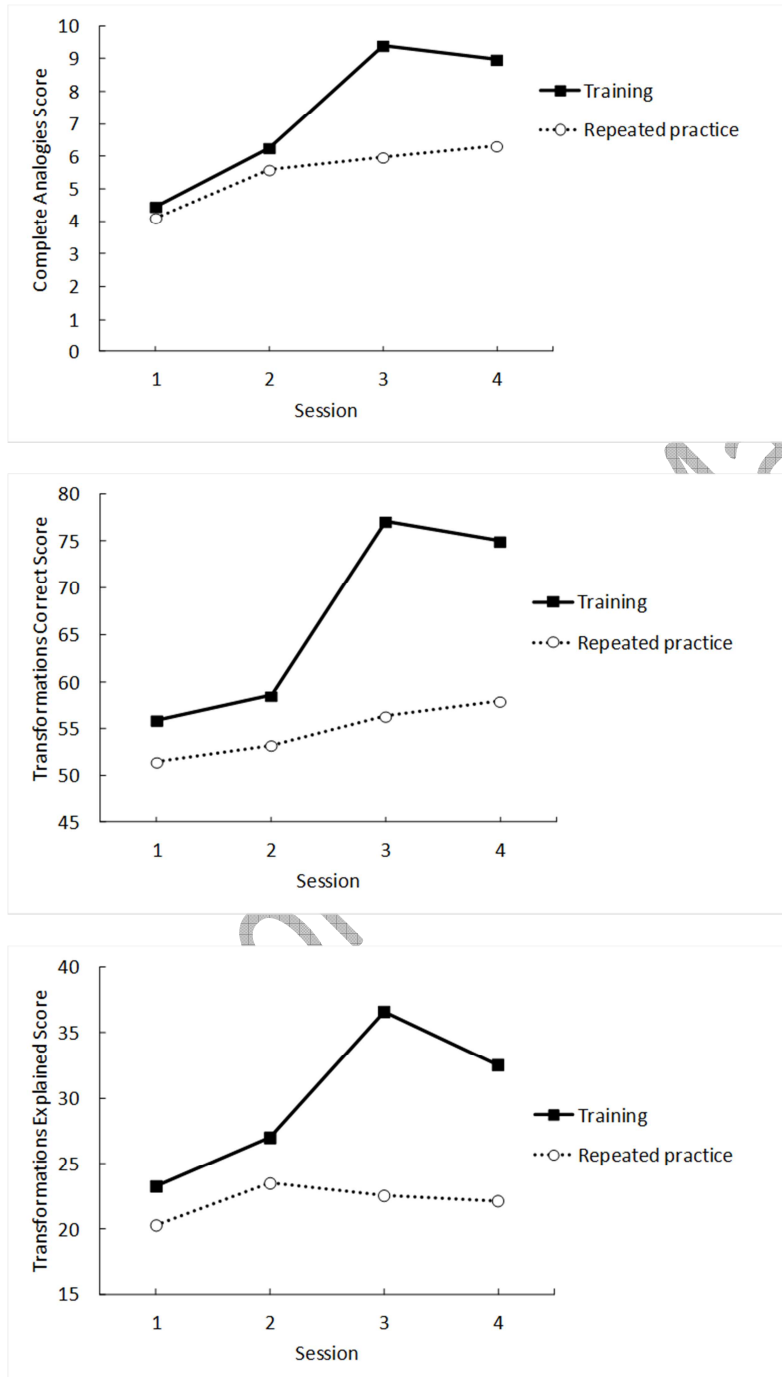 Complete Analogies Score
10
9
8
7
6
5
4
3
2
1
0
1 2 3 4
Session
Training
Repeated practice
Transformations Correct Score
80
75
70
65
60
55
50
45
1 2 3 4
Session
Training
Repeated practice
Transformations Explained Score
40
35
30
25
20
15
1 2 3 4
Session
Training
Repeated practice